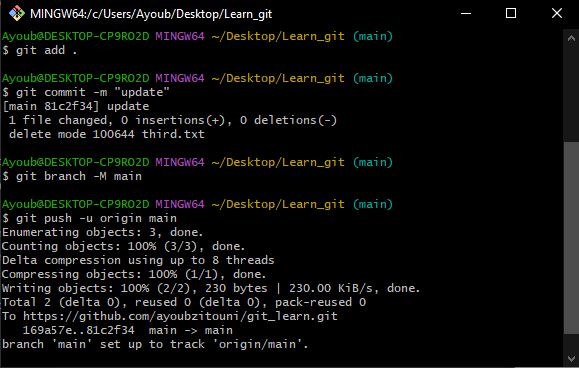 MINGW64:/c/Users/Ayoub/Desktop/Learn_git
Ayoub@DESKTOP-CP9RO2D MINGW64 ~/Desktop/Learn_git (main)
$ git add .
Ayoub@DESKTOP-CP9RO2D MINGW64 ~/Desktop/Learn_git (main)
$ git commit -m "update"
[main 81c2f34] update
 1 file changed, 0 insertions(+), 0 deletions(-)
 delete mode 100644 third.txt
Ayoub@DESKTOP-CP9RO2D MINGW64 ~/Desktop/Learn_git (main)
$ git branch -M main
Ayoub@DESKTOP-CP9RO2D MINGW64 ~/Desktop/Learn_git (main)
$ git push -u origin main
Enumerating objects: 3, done.
Counting objects: 100% (3/3), done.
Delta compression using up to 8 threads
Compressing objects: 100% (1/1), done.
Writing objects: 100% (2/2), 230 bytes | 230.00 KiB/s, done.
Total 2 (delta 0), reused 0 (delta 0), pack-reused 0
To https://github.com/ayoubzitouni/git_learn.git
   169a57e..81c2f34  main -> main
branch 'main' set up to track 'origin/main'.